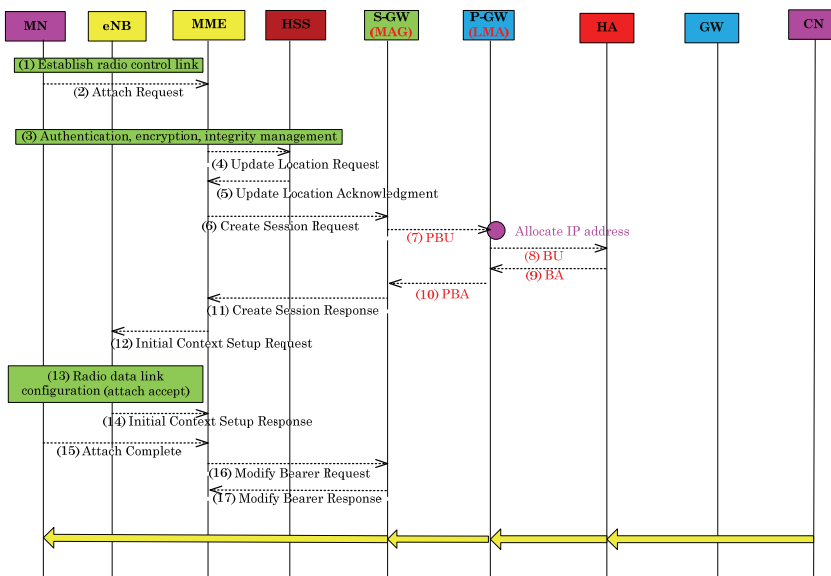 MN
eNB
MME
HSS
S-GW
(MAG)
P-GW
(LMA)
HA
GW
CN
(1) Establish radio control link
(2) Attach Request
(3) Authentication, encryption, integrity management
(4) Update Location Request
(5) Update Location Acknowledgment
(6) Create Session Request
(7) PBU
Allocate IP address
(8) BU
(9) BA
(10) PBA
(11) Create Session Response
(12) Initial Context Setup Request
(13) Radio data link
configuration (attach accept)
(14) Initial Context Setup Response
(15) Attach Complete
(16) Modify Bearer Request
(17) Modify Bearer Response